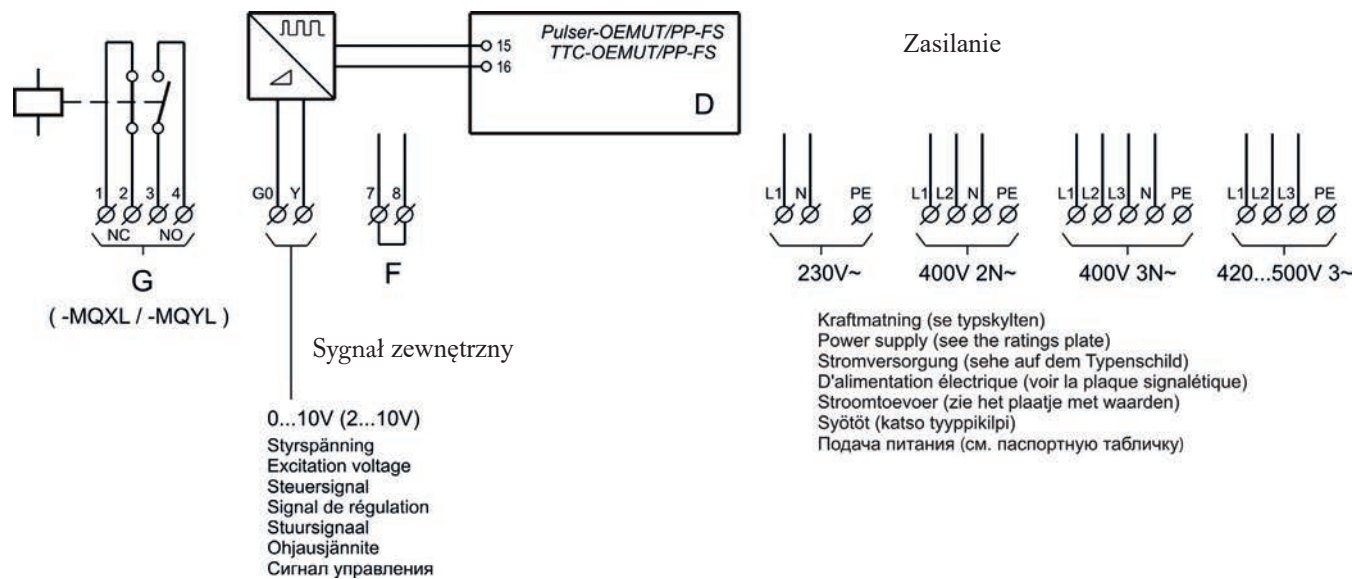 Pulser-OEMUT/PP-FS
TTC-OEMUT/PP-FS
15
16
D
Zasilanie
1 2 3 4
NC NO
G
( -MQXL / -MQYL )
G0 Y
7 8
F
Sygnał zewnętrzny
0...10V (2...10V)
Styrspänning
Excitation voltage
Steuersignal
Signal de régulation
Stuursignaal
Ohjausjännite
Сигнал управления
L1 N PE
230V~
L1 L2 N PE
400V 2N~
L1 L2 L3 N PE
400V 3N~
L1 L2 L3 PE
420...500V 3~
Kraftmatning (se typskylten)
Power supply (see the ratings plate)
Stromversorgung (sehe auf dem Typenschild)
D'alimentation électrique (voir la plaque signalétique)
Stroomtoevoer (zie het plaatje met waarden)
Syötöt (katso tyyppikilpi)
Подача питания (см. паспортную табличку)